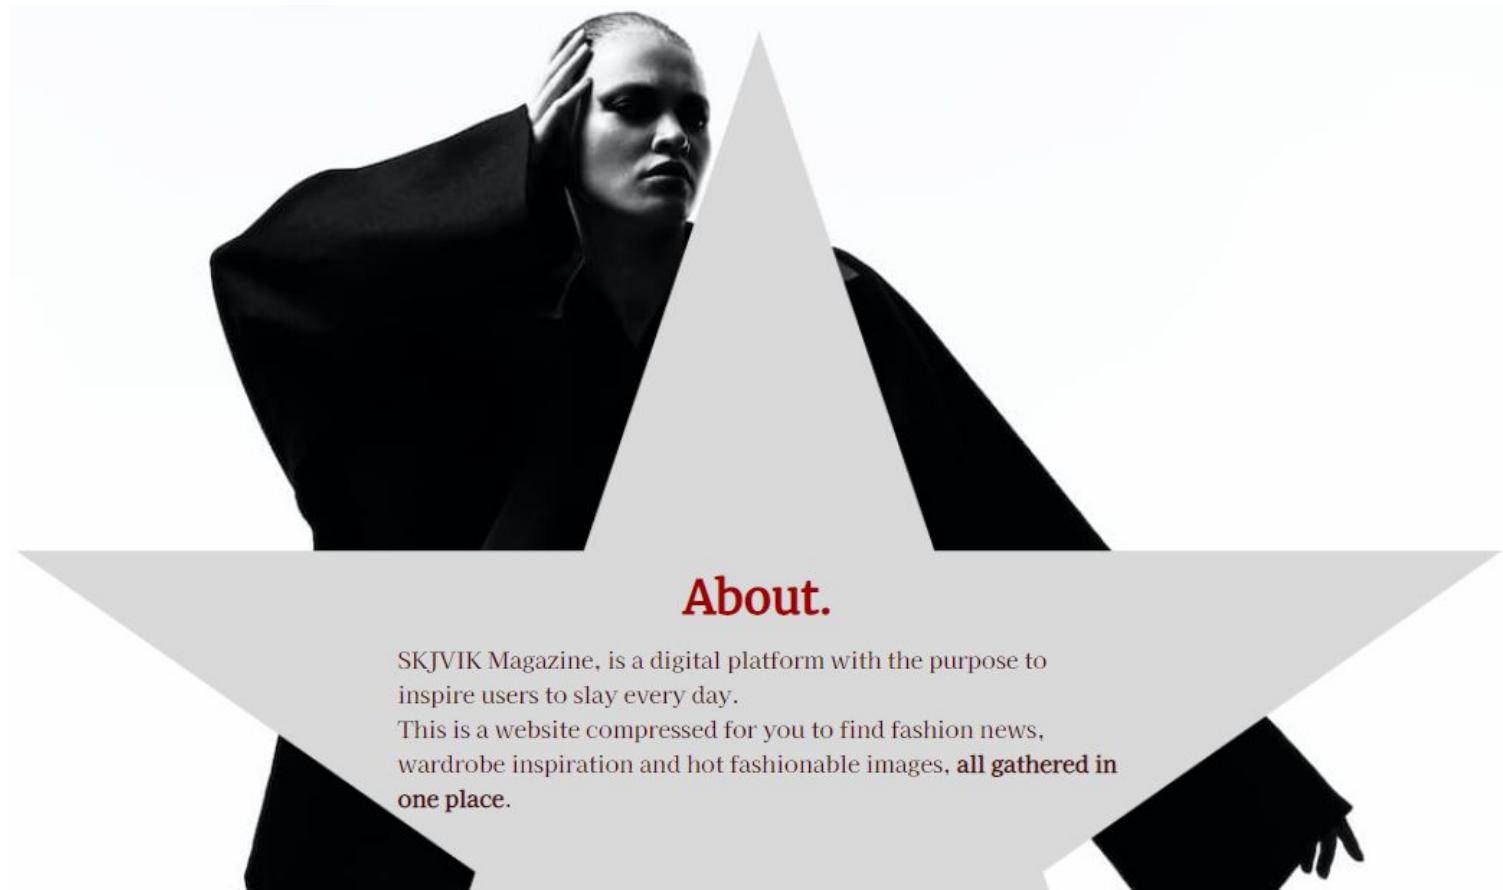 About.
SKJVIK Magazine, is a digital platform with the purpose to
inspire users to slay every day.
This is a website compressed for you to find fashion news,
wardrobe inspiration and hot fashionable images, all gathered in
one place.